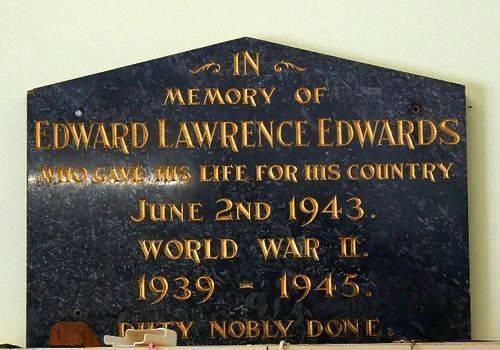 IN
MEMORY OF
EDWARD LAWRENCE EDWARDS
WHO GAVE HIS LIFE FOR HIS COUNTRY
JUNE 2ND 1943.
WORLD WAR II.
1939 - 1945.
DUTY NOBLY DONE.